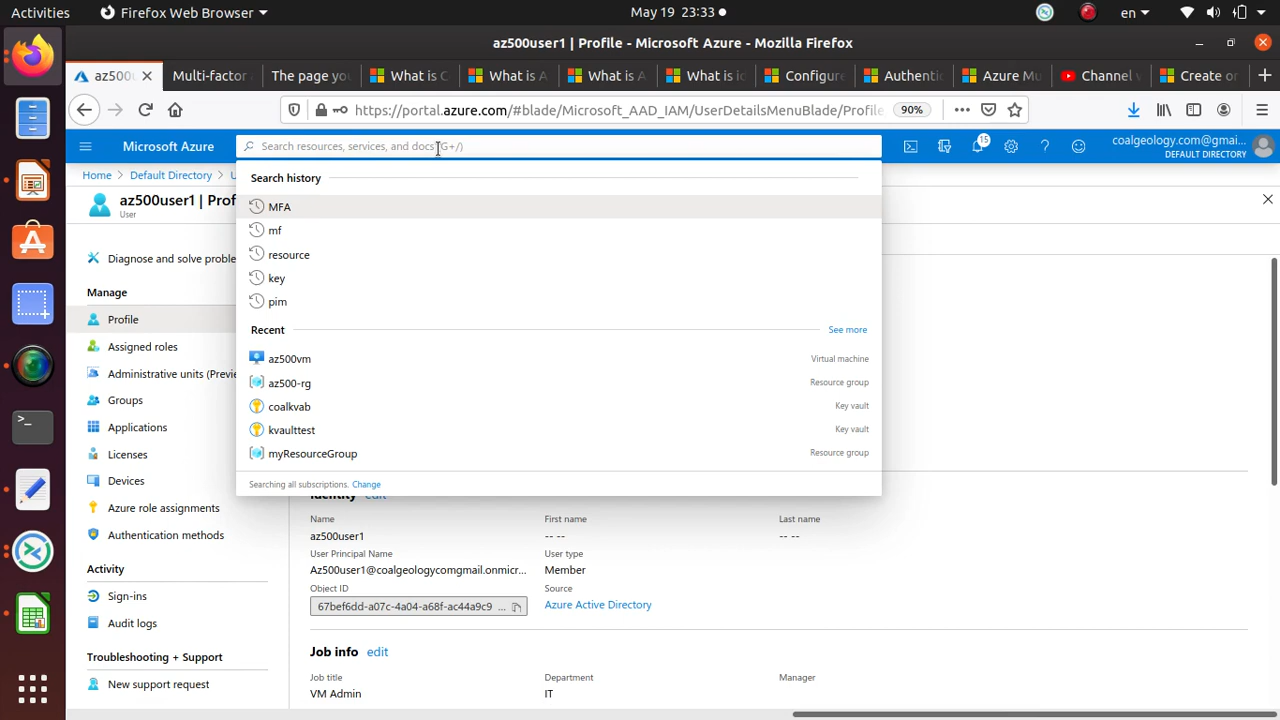 Activities
Firefox Web Browser
May 19 23:33
en
az500user1 | Profile - Microsoft Azure - Mozilla Firefox
az500
Multi-factor
The page yo
What is C
What is A
What is A
What is
Configure
Authentic
Azure Mu
Channel
Create or
https://portal.azure.com/#blade/Microsoft_AAD_IAM/UserDetailsMenuBlade/Profile
90%
Microsoft Azure
Search resources, services, and docs (G+/)
15
coalgeology.com@gmai...
DEFAULT DIRECTORY
Home
Default Directory
U
az500user1 | Prof
User
Search history
MFA
mf
resource
key
pim
Recent
See more
az500vm
Virtual machine
az500-rg
Resource group
coalkvab
Key vault
kvaulttest
Key vault
myResourceGroup
Resource group
Searching all subscriptions. Change
Diagnose and solve proble
Manage
Profile
Assigned roles
Administrative units (Previe
Groups
Applications
Licenses
Devices
Azure role assignments
Authentication methods
Activity
Sign-ins
Audit logs
Troubleshooting + Support
New support request
Identity edit
Name
First name
Last name
az500user1
-- --
-- --
User Principal Name
User type
Az500user1@coalgeologycomgmail.onmicr...
Member
Object ID
Source
67bef6dd-a07c-4a04-a68f-ac44a9c9 ...
Azure Active Directory
Job info edit
Job title
Department
Manager
VM Admin
IT